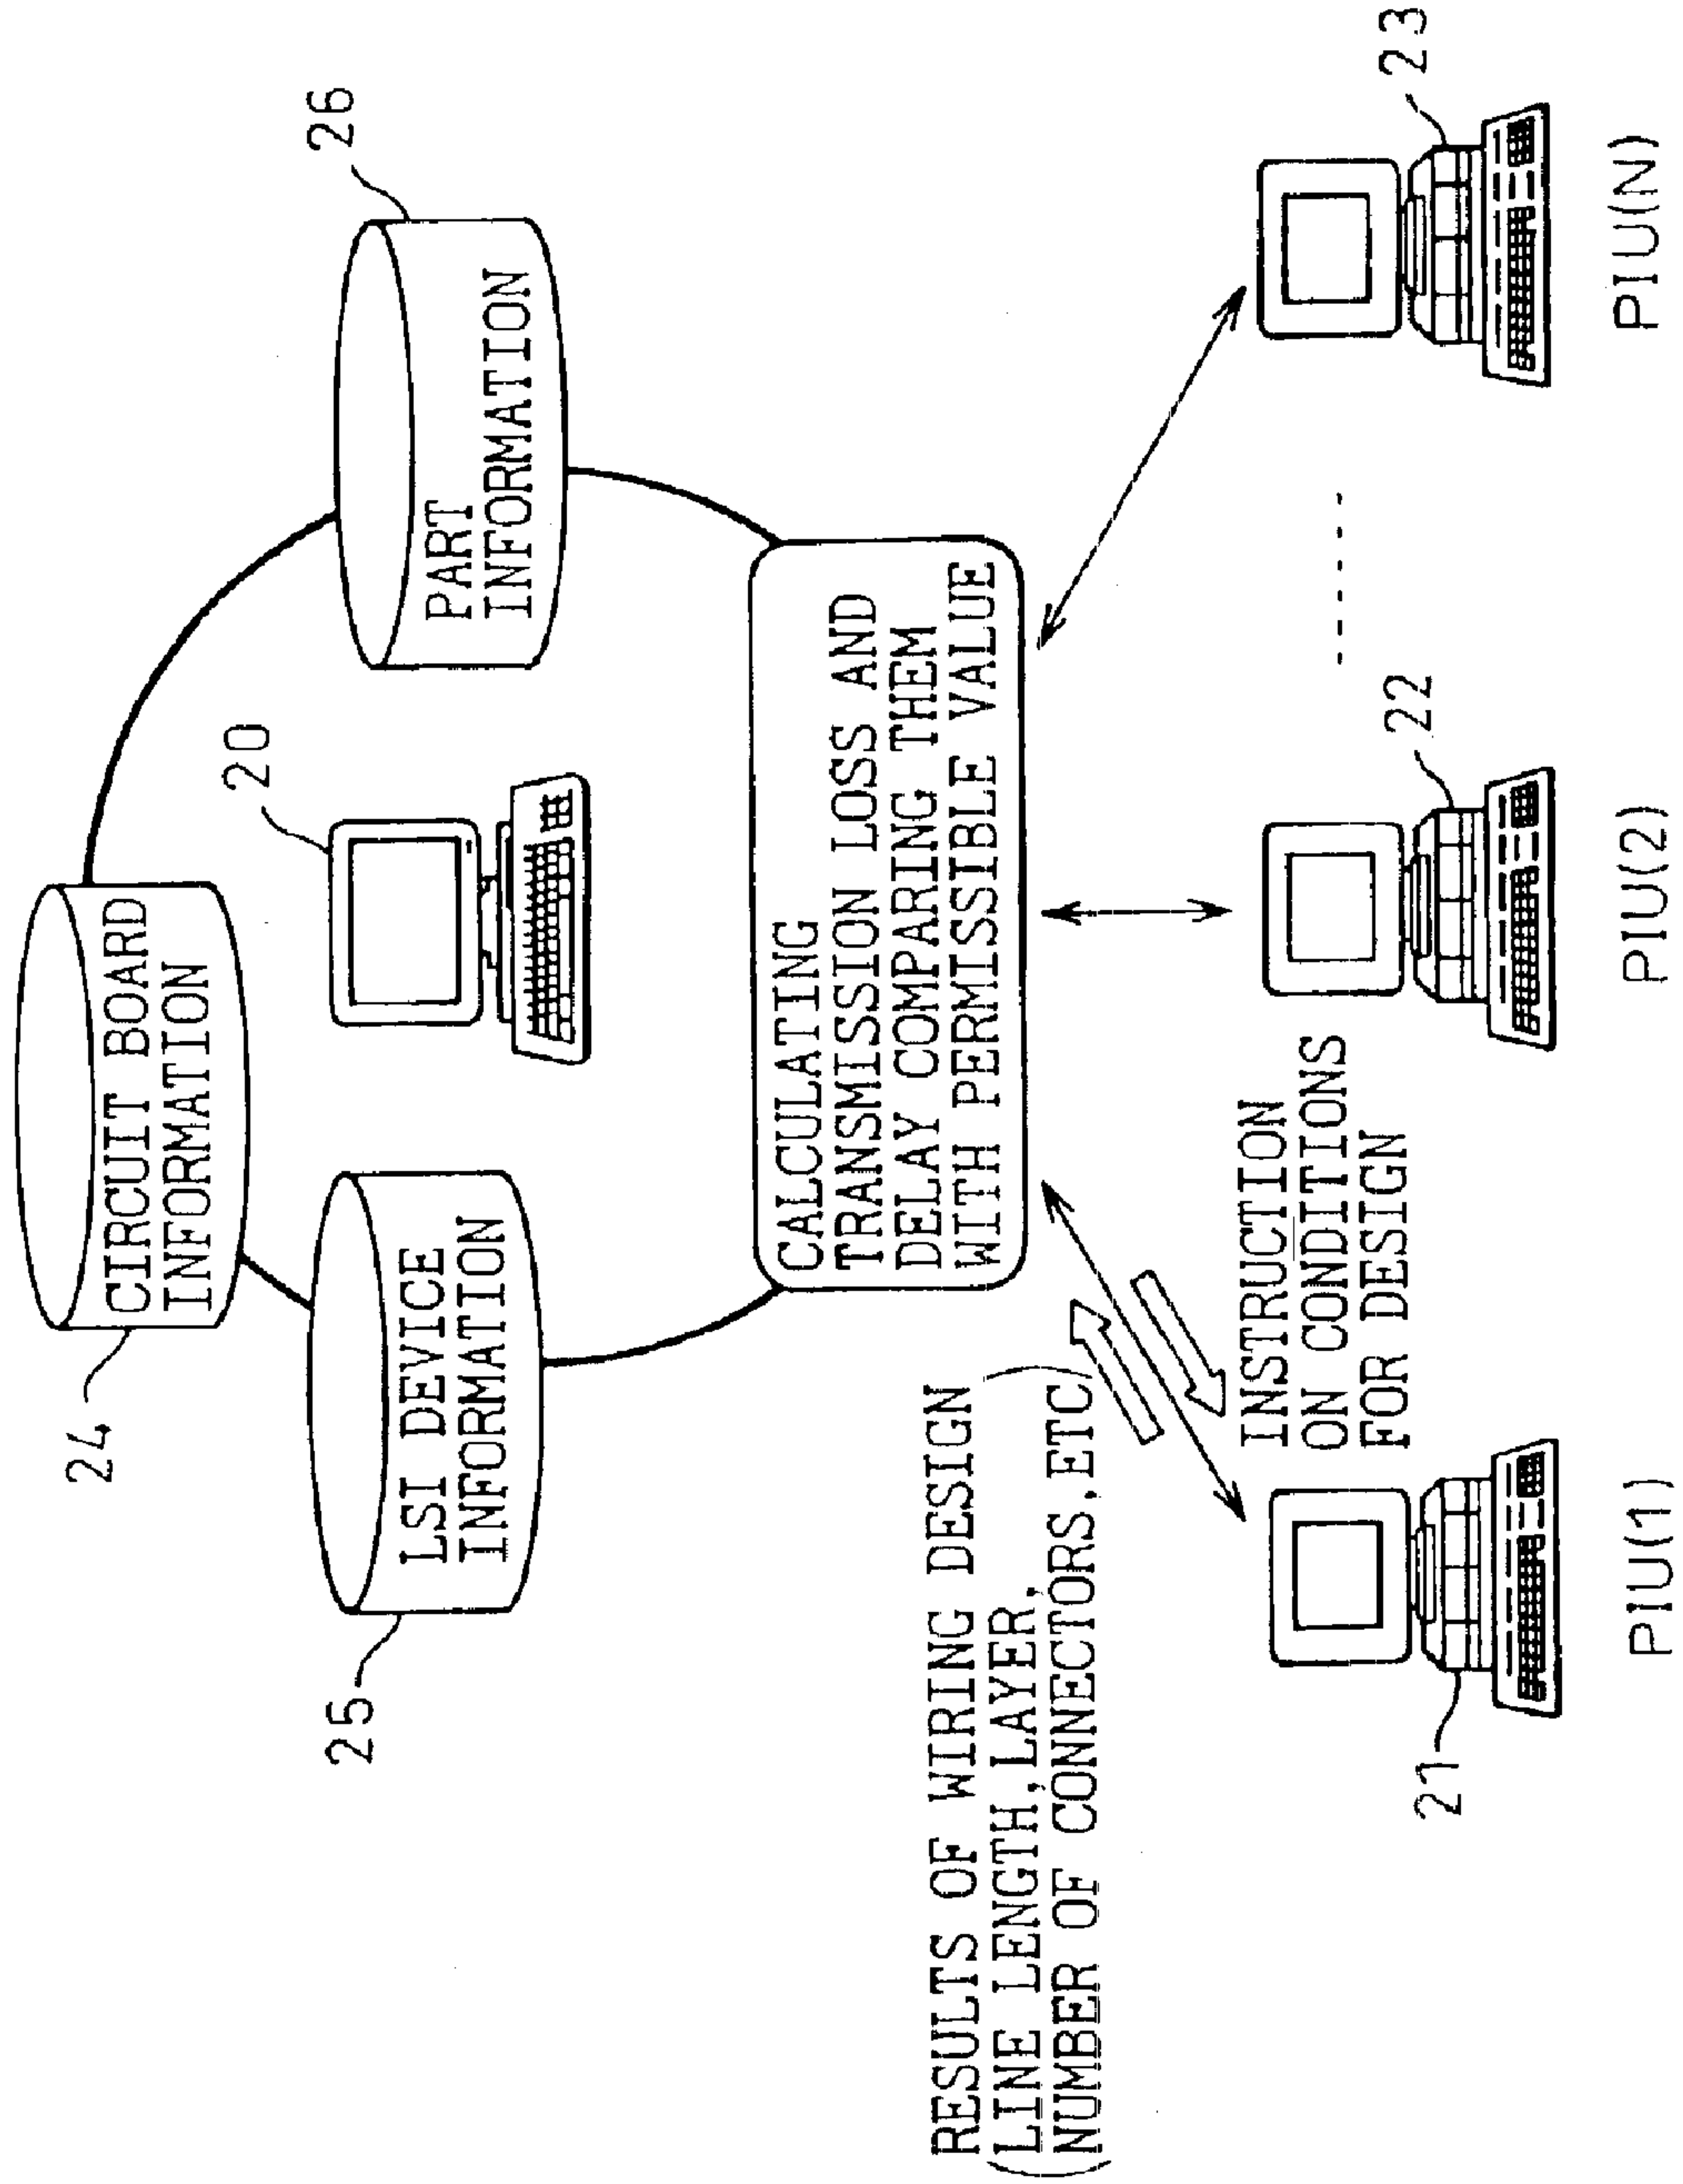 24
CIRCUIT BOARD
INFORMATION
25
LSI DEVICE
INFORMATION
20
26
PART
INFORMATION
CALCULATING
TRANSMISSION LOSS AND
DELAY COMPARING THEM
WITH PERMISSIBLE VALUE
RESULTS OF WIRING DESIGN
(LINE LENGTH,LAYER,
NUMBER OF CONNECTORS,ETC)
INSTRUCTION
ON CONDITIONS
FOR DESIGN
21
22
23
PIU(1)
PIU(2)
PIU(N)